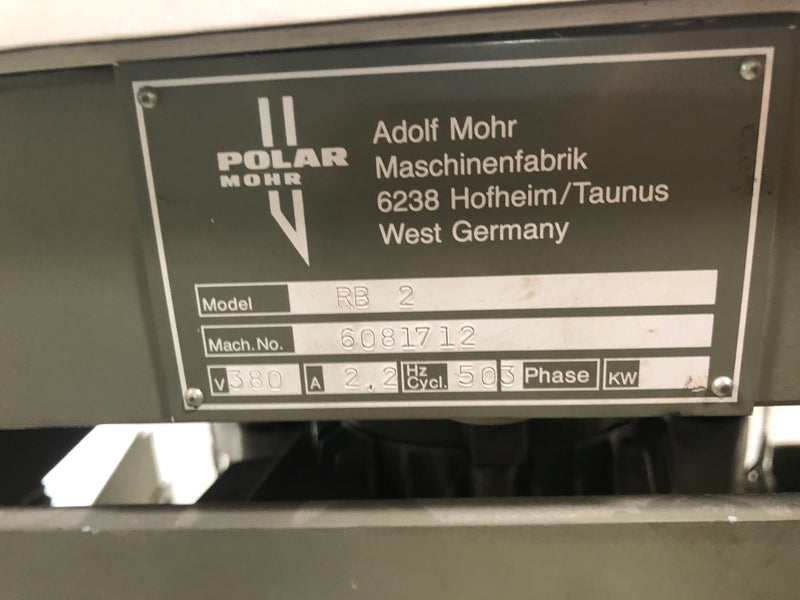 POLAR
MOHR
Adolf Mohr
Maschinenfabrik
6238 Hofheim/Taunus
West Germany
Model RB 2
Mach.No. 6081712
V 380 A 2,2 Hz Cycl. 50 3 Phase KW